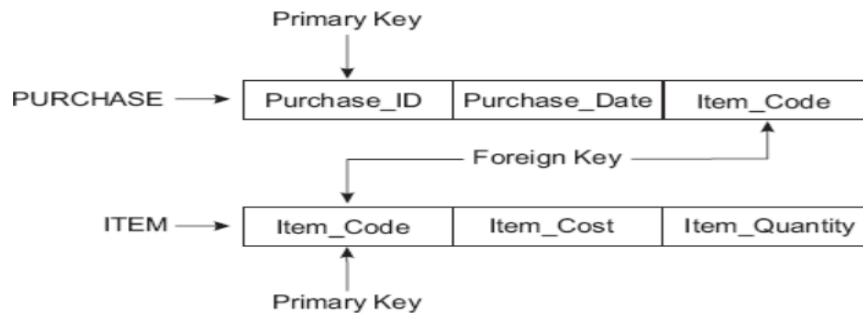 Primary Key
PURCHASE Purchase_ID Purchase_Date Item_Code
Foreign Key
ITEM Item_Code Item_Cost Item_Quantity
Primary Key